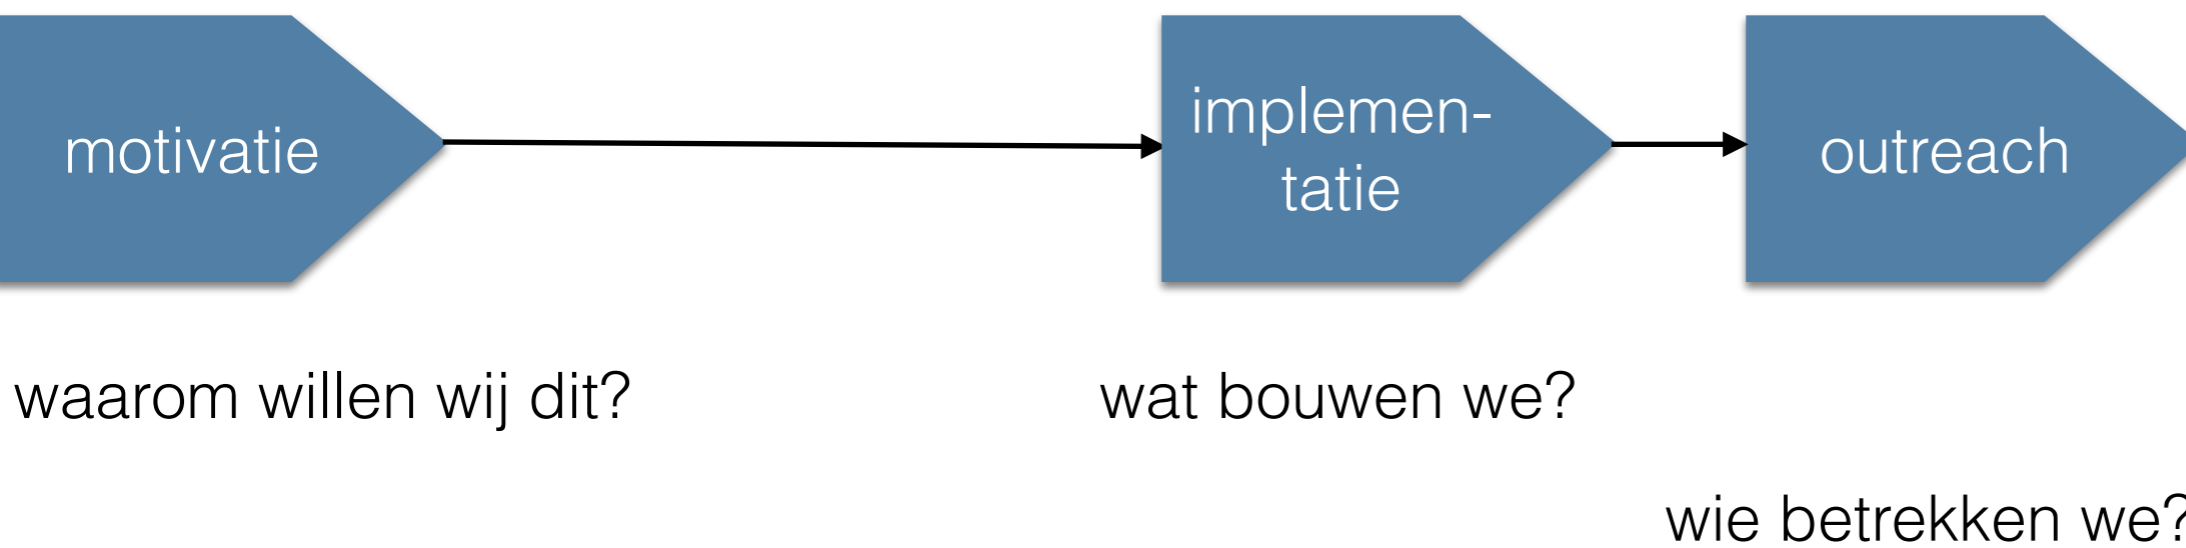 motivatie
implemen-
tatie
outreach
waarom willen wij dit?
wat bouwen we?
wie betrekken we?